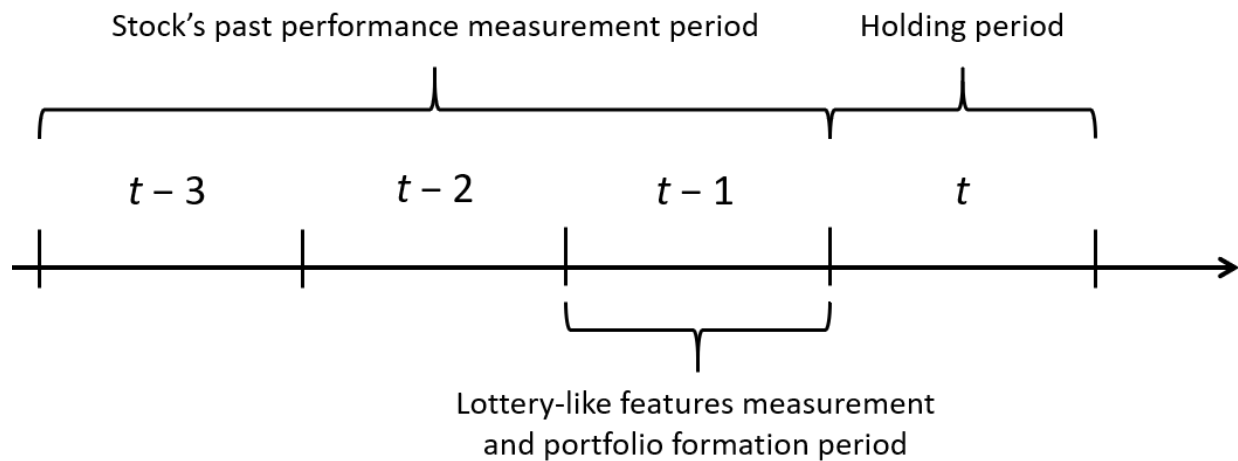 Stock’s past performance measurement period Holding period
t – 3 t – 2 t – 1 t
Lottery-like features measurement
and portfolio formation period